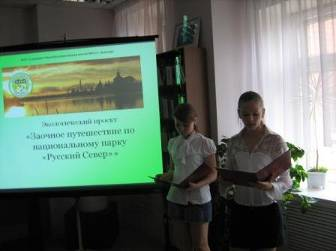 Экологический проект
«Заочное путешествие по
национальному парку
«Русский Север»»